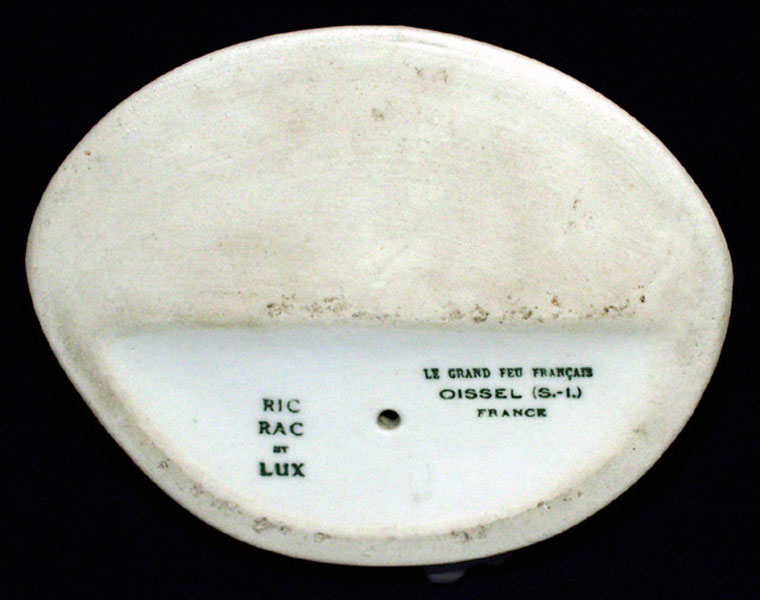 RIC
RAC
ET
LUX
LE GRAND FEU FRANÇAIS
OISSEL (S.-I.)
FRANCE